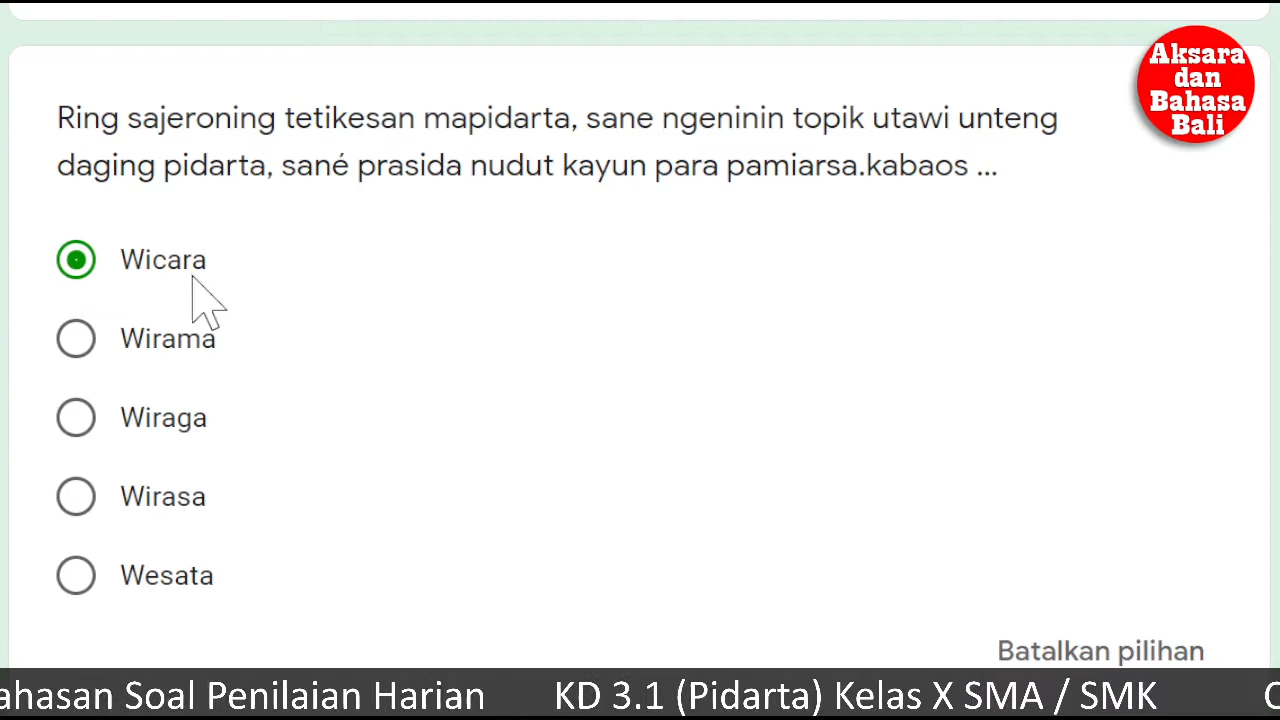 Aksara
dan
Bahasa
Bali
Ring sajeroning tetikesan mapidarta, sane ngeninin topik utawi unteng
daging pidarta, sané prasida nudut kayun para pamiarsa.kabaos ...
Wicara
Wirama
Wiraga
Wirasa
Wesata
Batalkan pilihan
ahasan Soal Penilaian Harian KD 3.1 (Pidarta) Kelas X SMA / SMK